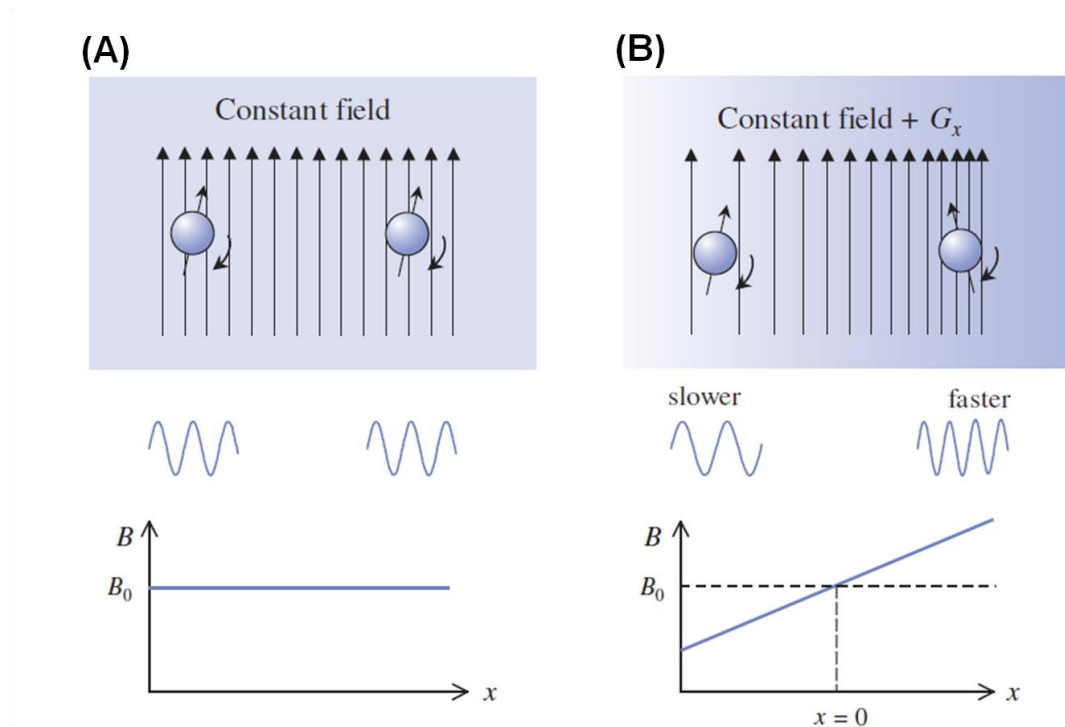 (A)
Constant field
B
B₀
x
(B)
Constant field + Gₓ
slower
faster
B
B₀
x
x = 0